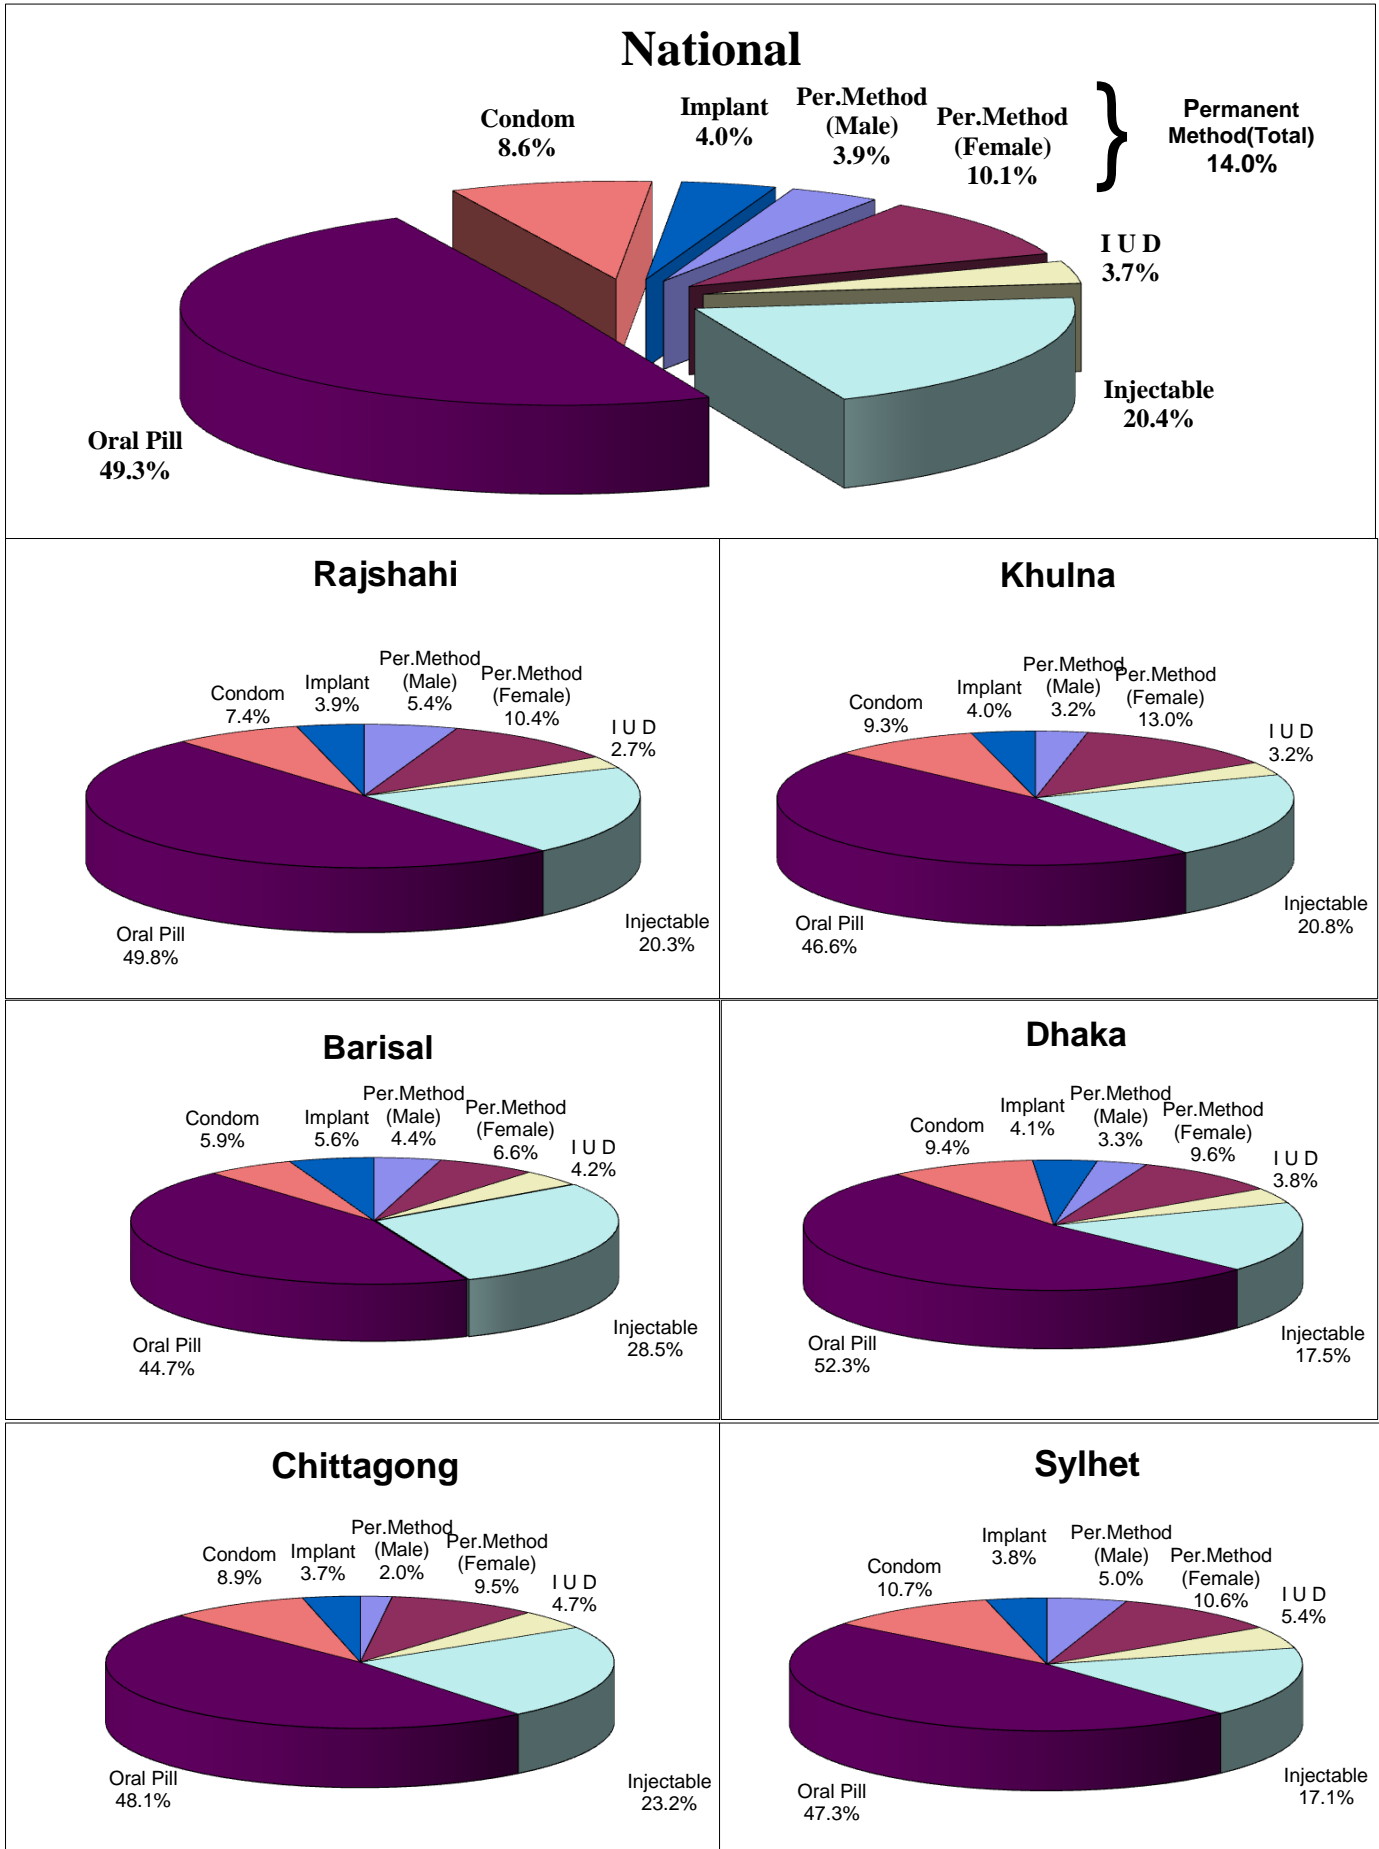 National
Condom
8.6%
Implant
4.0%
Per.Method
(Male)
3.9%
Per.Method
(Female)
10.1%
}
Permanent
Method(Total)
14.0%
I U D
3.7%
Injectable
20.4%
Oral Pill
49.3%
Rajshahi
Condom
7.4%
Implant
3.9%
Per.Method
(Male)
5.4%
Per.Method
(Female)
10.4%
I U D
2.7%
Injectable
20.3%
Oral Pill
49.8%
Khulna
Condom
9.3%
Implant
4.0%
Per.Method
(Male)
3.2%
Per.Method
(Female)
13.0%
I U D
3.2%
Injectable
20.8%
Oral Pill
46.6%
Barisal
Condom
5.9%
Implant
5.6%
Per.Method
(Male)
4.4%
Per.Method
(Female)
6.6%
I U D
4.2%
Injectable
28.5%
Oral Pill
44.7%
Dhaka
Condom
9.4%
Implant
4.1%
Per.Method
(Male)
3.3%
Per.Method
(Female)
9.6%
I U D
3.8%
Injectable
17.5%
Oral Pill
52.3%
Chittagong
Condom
8.9%
Implant
3.7%
Per.Method
(Male)
2.0%
Per.Method
(Female)
9.5%
I U D
4.7%
Injectable
23.2%
Oral Pill
48.1%
Sylhet
Condom
10.7%
Implant
3.8%
Per.Method
(Male)
5.0%
Per.Method
(Female)
10.6%
I U D
5.4%
Injectable
17.1%
Oral Pill
47.3%